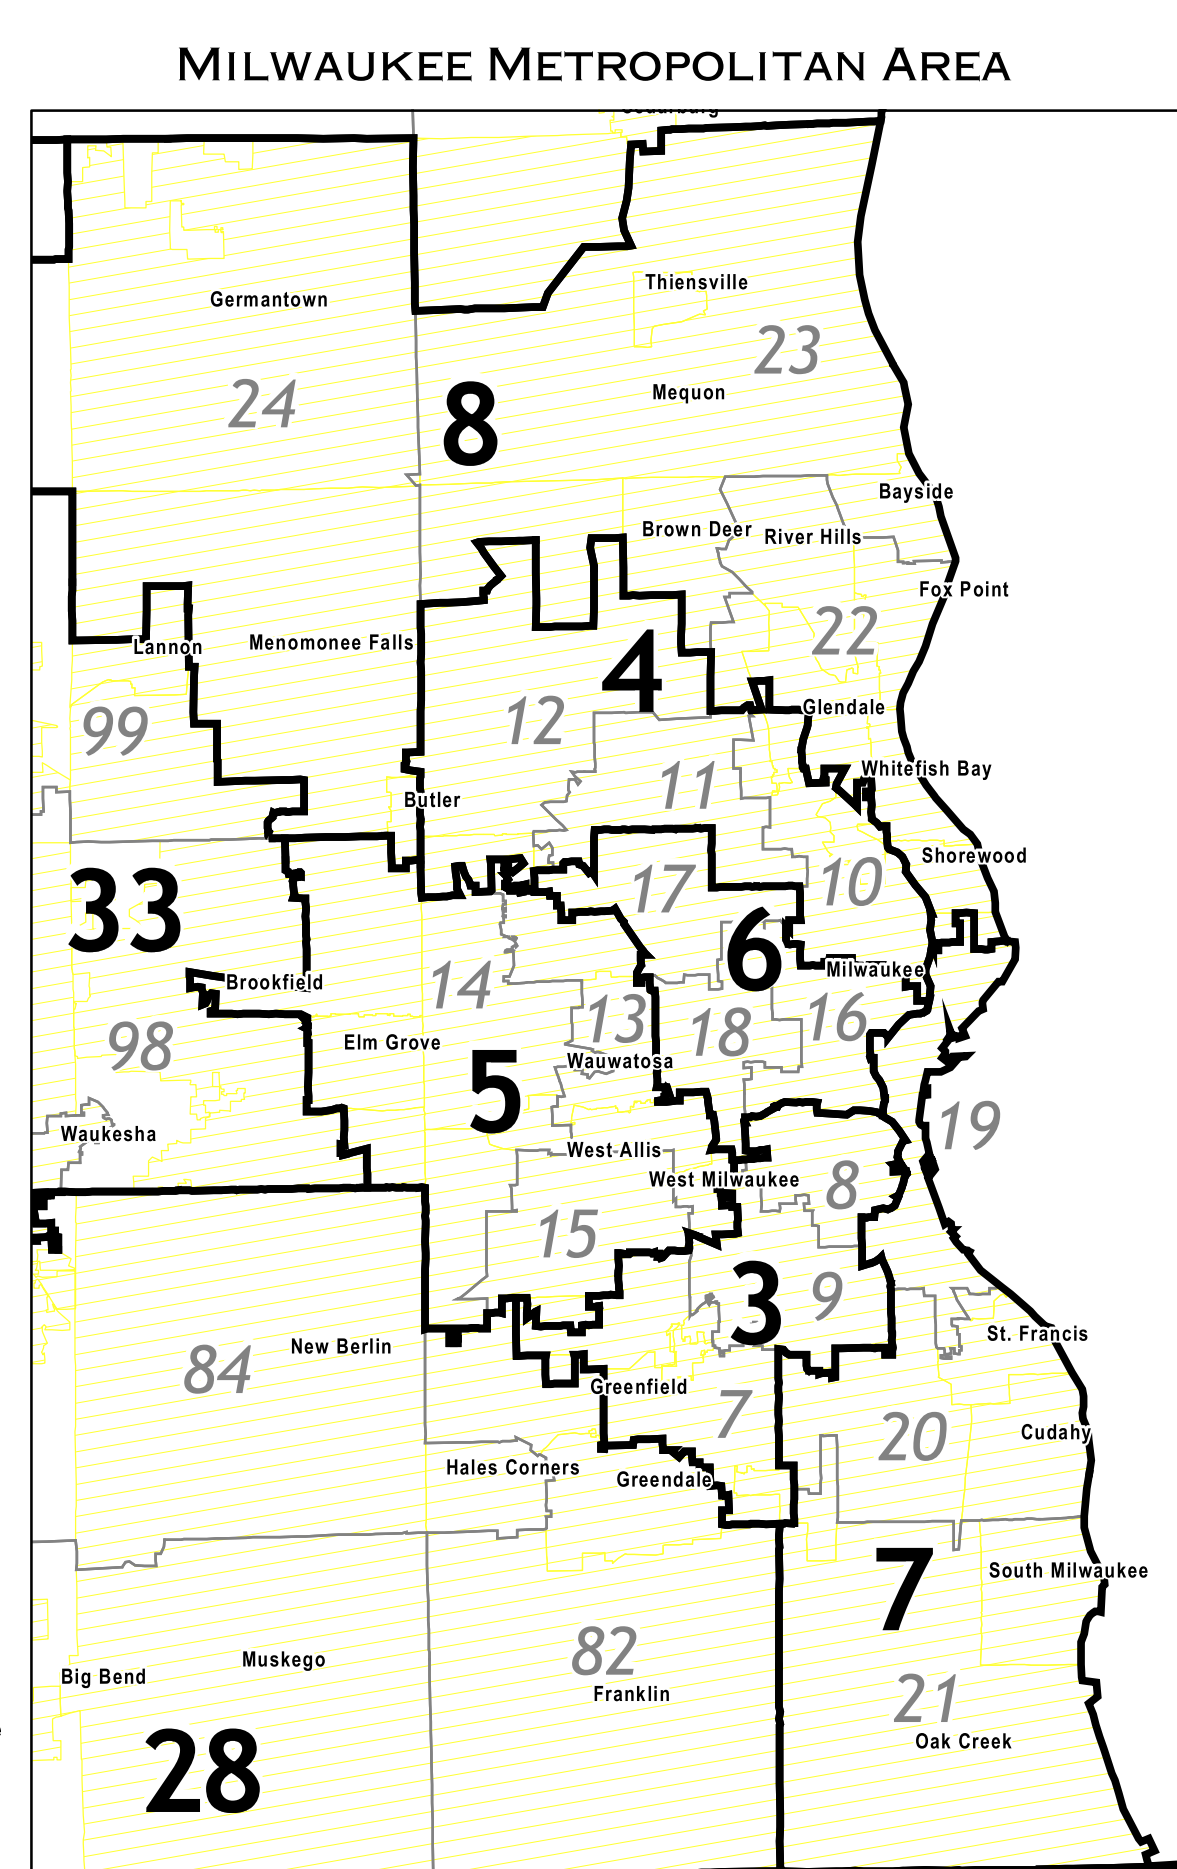 MILWAUKEE METROPOLITAN AREA
Cedarburg
Thiensville
Germantown
23
24
Mequon
8
Bayside
Brown Deer
River Hills
Fox Point
22
Lannon
Menomonee Falls
4
99
12
Glendale
11
Whitefish Bay
Butler
Shorewood
33
17
10
6
Brookfield
14
Milwaukee
98
13
18
16
Elm Grove
Wauwatosa
5
19
Waukesha
West Allis
West Milwaukee
8
15
3
9
St. Francis
New Berlin
84
Greenfield
7
20
Cudahy
Hales Corners
Greendale
7
South Milwaukee
82
Muskego
Big Bend
Franklin
21
Oak Creek
28